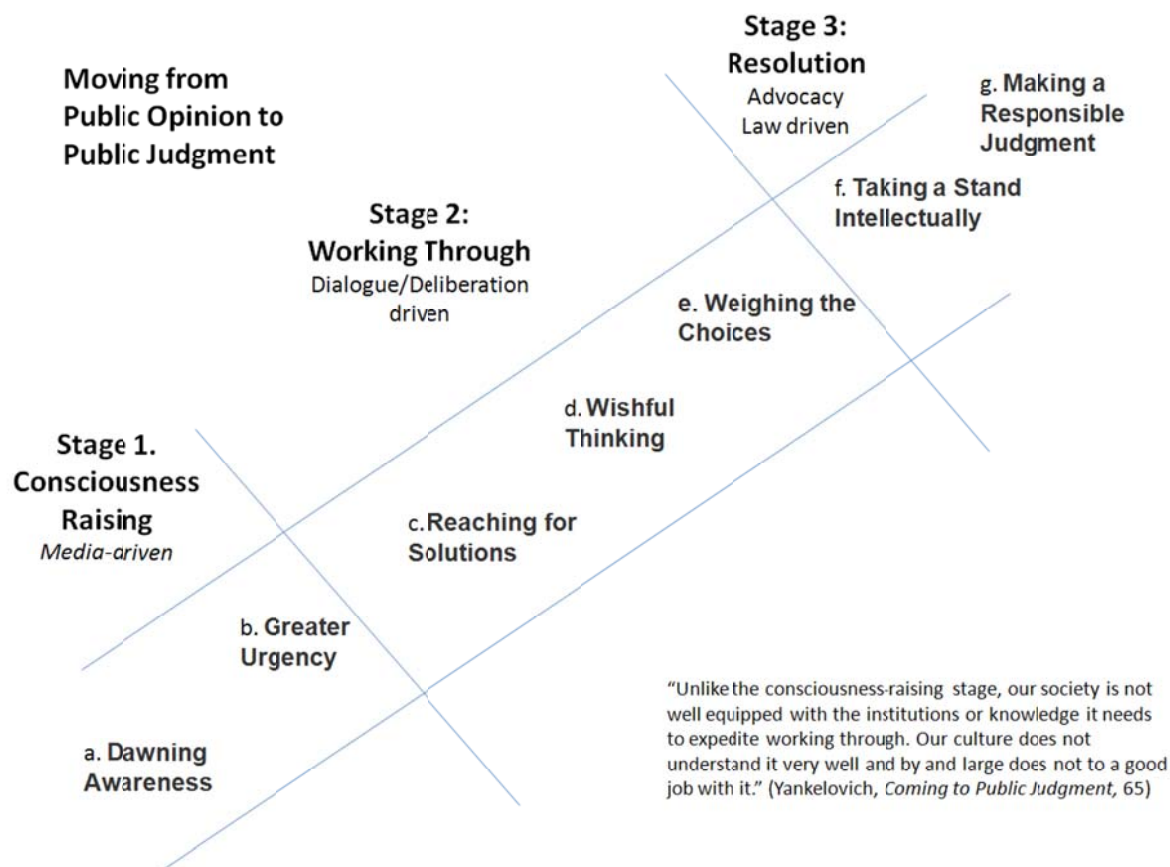 Moving from
Public Opinion to
Public Judgment
Stage 1.
Consciousness
Raising
Media-driven
a. Dawning
Awareness
b. Greater
Urgency
Stage 2:
Working Through
Dialogue/Deliberation
driven
c. Reaching for
Solutions
d. Wishful
Thinking
e. Weighing the
Choices
Stage 3:
Resolution
Advocacy
Law driven
f. Taking a Stand
Intellectually
g. Making a
Responsible
Judgment
“Unlike the consciousness-raising stage, our society is not
well equipped with the institutions or knowledge it needs
to expedite working through. Our culture does not
understand it very well and by and large does not to a good
job with it.” (Yankelovich, Coming to Public Judgment, 65)